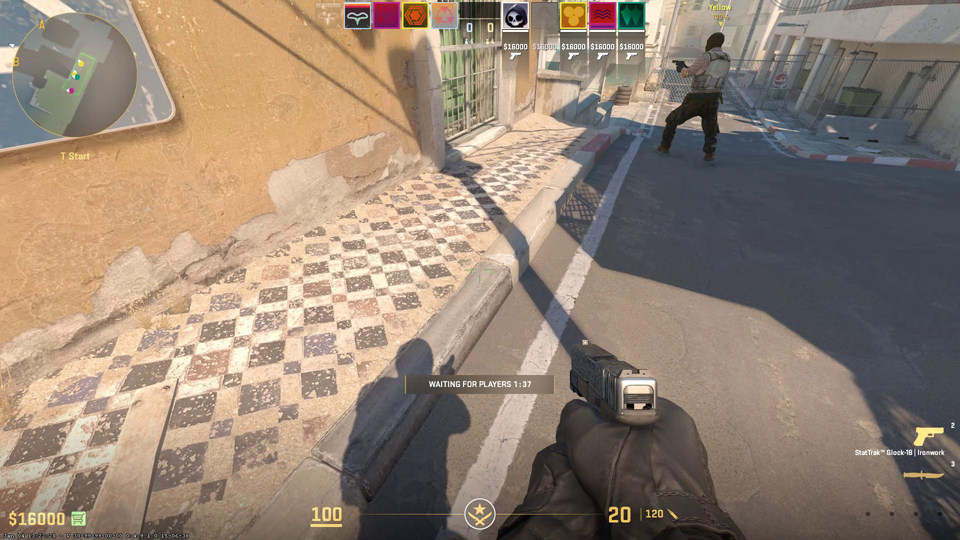 A
B
T Start
0 0
$16000 $16000 $16000 $16000 $16000
Yellow
WAITING FOR PLAYERS 1:37
2
StatTrak™ Glock-18 | Ironwork
3
$16000
100
20 | 120